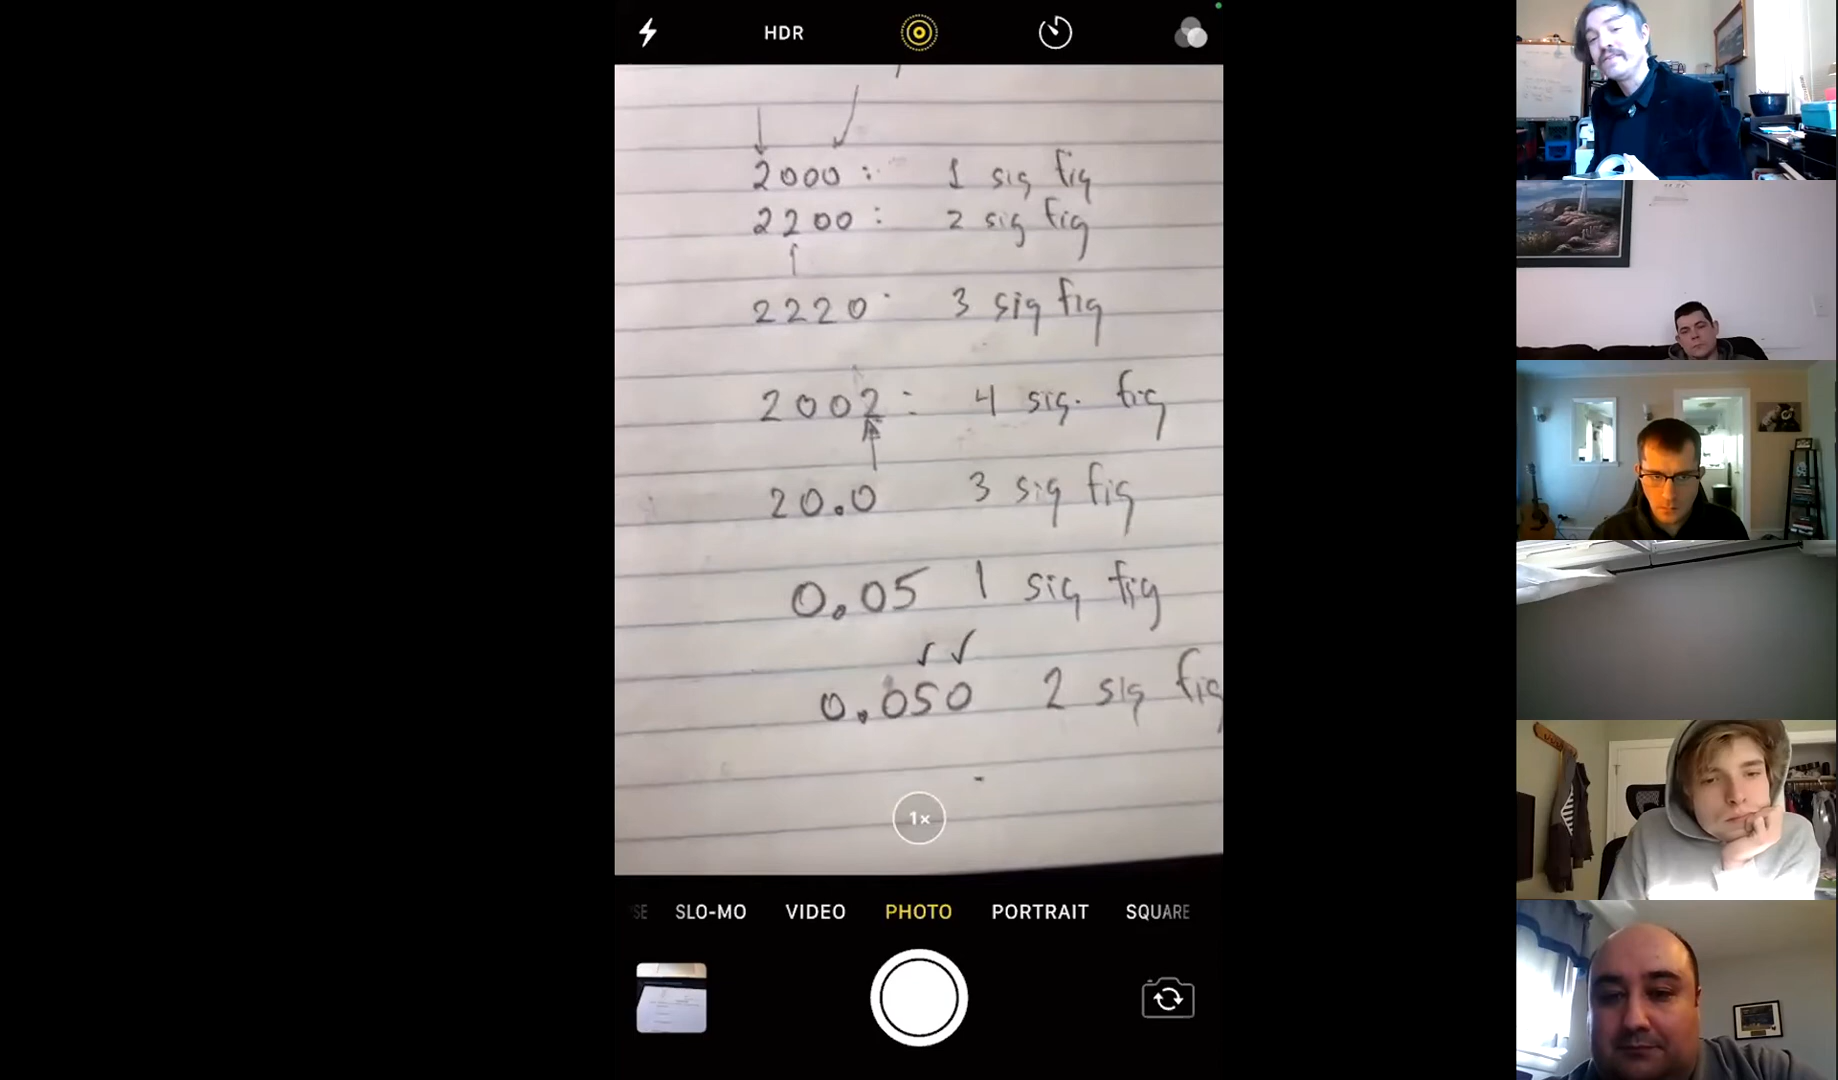 HDR
2000 : 1 sig fig
2200 : 2 sig fig
2220 : 3 sig fig
2002 : 4 sig. fig
20.0 3 sig fig
0.05 1 sig fig
0.050 2 sig fig
1×
SE SLO-MO VIDEO PHOTO PORTRAIT SQUARE